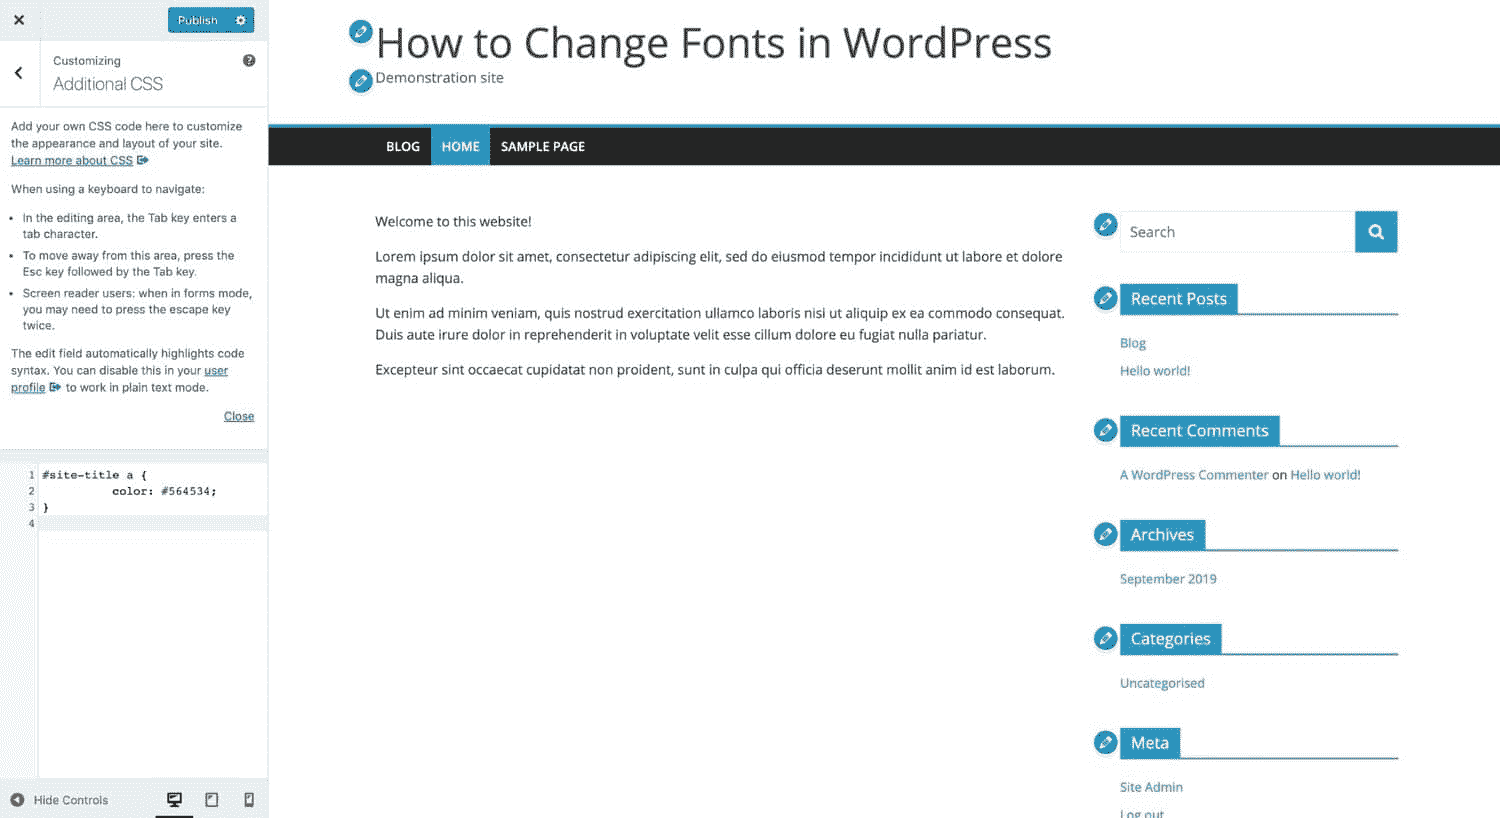 Publish
Customizing
Additional CSS
Add your own CSS code here to customize
the appearance and layout of your site.
Learn more about CSS
When using a keyboard to navigate:
• In the editing area, the Tab key enters a
tab character.
• To move away from this area, press the
Esc key followed by the Tab key.
• Screen reader users: when in forms mode,
you may need to press the escape key
twice.
The edit field automatically highlights code
syntax. You can disable this in your user
profile to work in plain text mode.
Close
1 #site-title a {
2 color: #564534;
3 }
4
Hide Controls
How to Change Fonts in WordPress
Demonstration site
BLOG HOME SAMPLE PAGE
Welcome to this website!
Lorem ipsum dolor sit amet, consectetur adipiscing elit, sed do eiusmod tempor incididunt ut labore et dolore
magna aliqua.
Ut enim ad minim veniam, quis nostrud exercitation ullamco laboris nisi ut aliquip ex ea commodo consequat.
Duis aute irure dolor in reprehenderit in voluptate velit esse cillum dolore eu fugiat nulla pariatur.
Excepteur sint occaecat cupidatat non proident, sunt in culpa qui officia deserunt mollit anim id est laborum.
Search
Recent Posts
Blog
Hello world!
Recent Comments
A WordPress Commenter on Hello world!
Archives
September 2019
Categories
Uncategorised
Meta
Site Admin
Log out